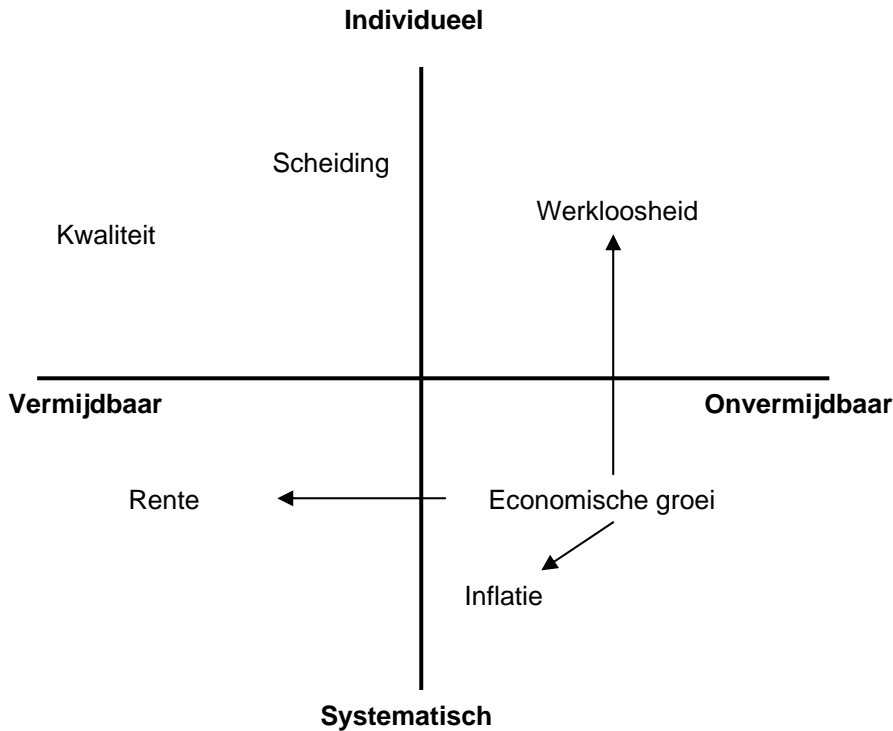 Individueel
Scheiding
Werkloosheid
Kwaliteit
Vermijdbaar
Onvermijdbaar
Rente
Economische groei
Inflatie
Systematisch